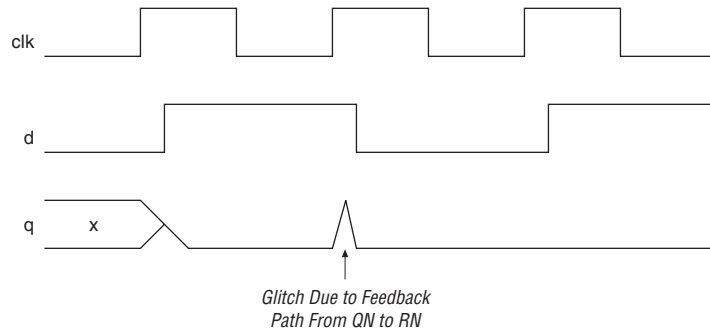 clk
d
q
x
Glitch Due to Feedback
Path From QN to RN